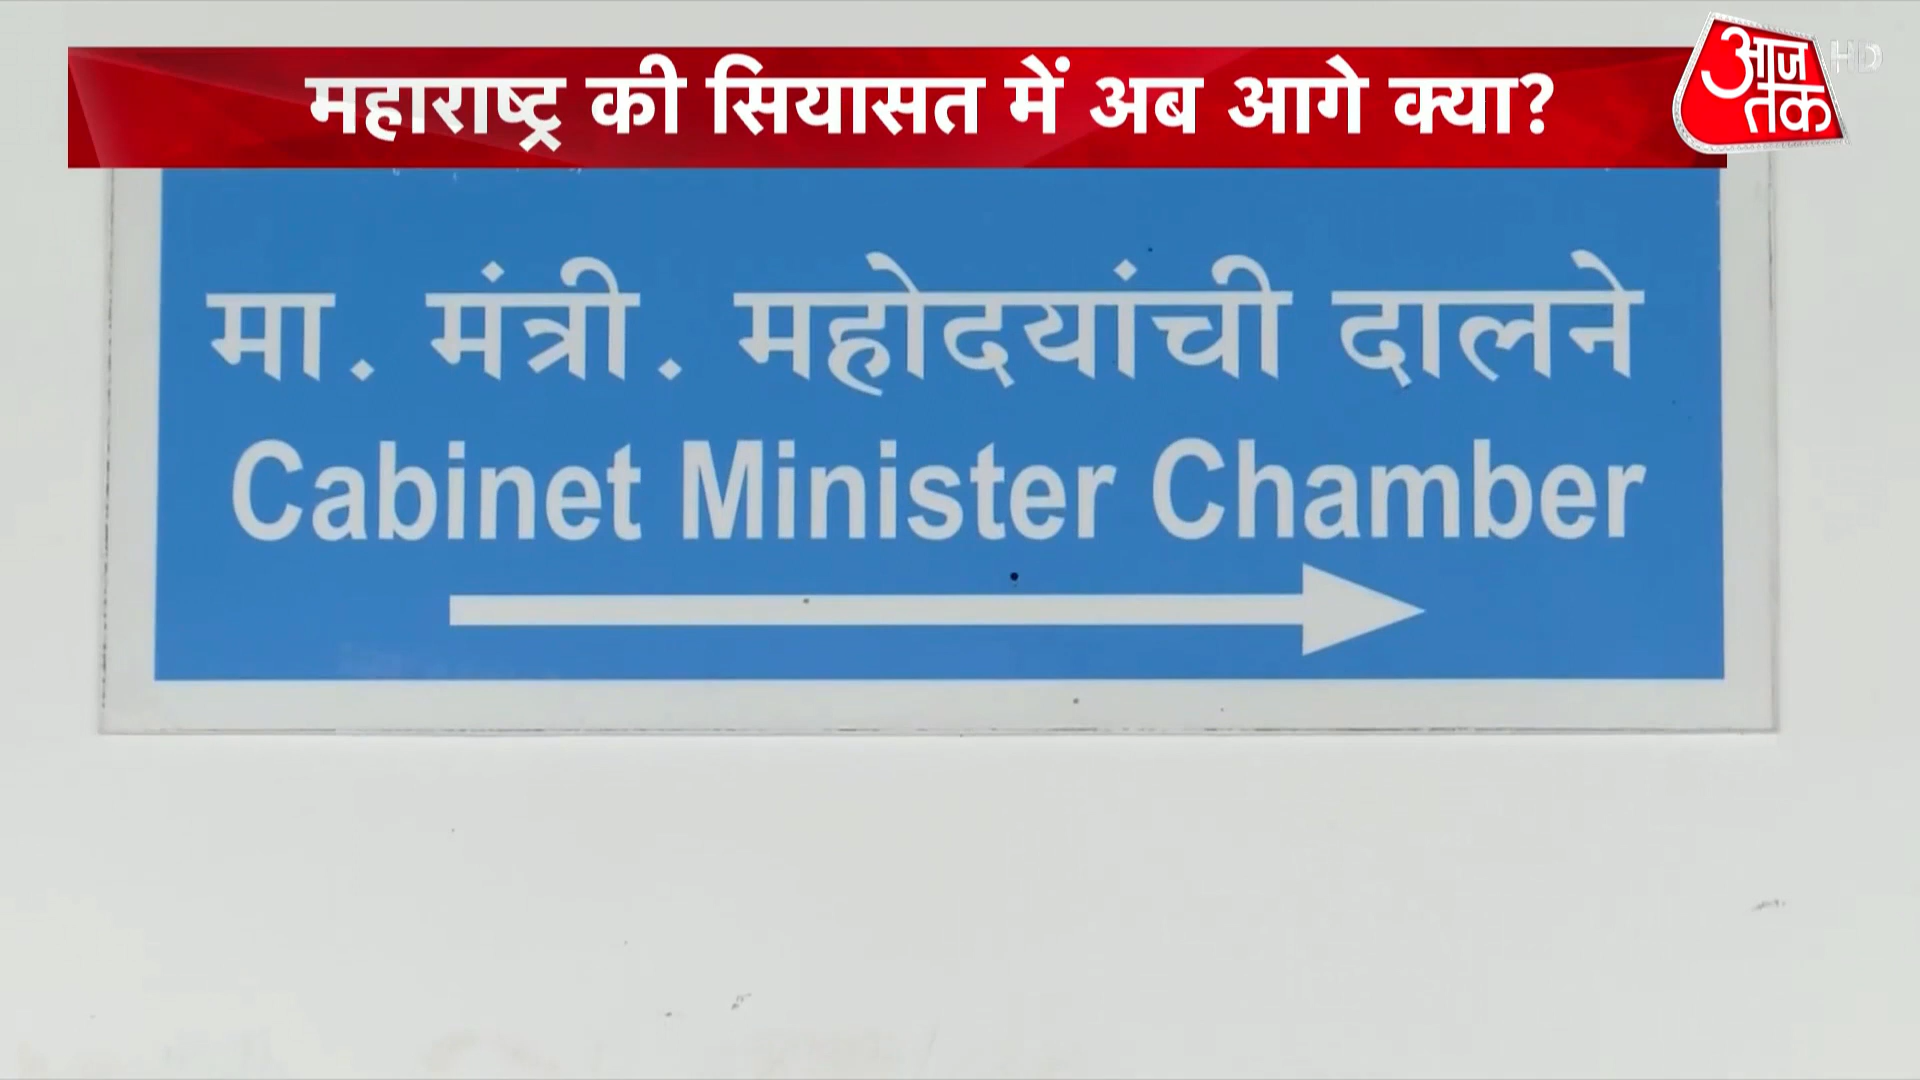 महाराष्ट्र की सियासत में अब आगे क्या?
आज
तक
HD
मा. मंत्री. महोदयांची दालने
Cabinet Minister Chamber